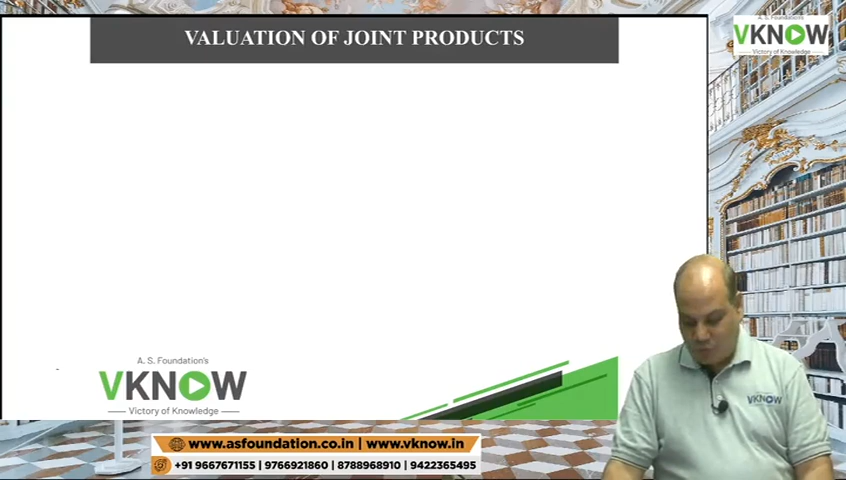 VALUATION OF JOINT PRODUCTS
A. S. Foundation's
VKNOW
Victory of Knowledge
A. S. Foundation's
VKNOW
Victory of Knowledge
VKNOW
www.asfoundation.co.in | www.vknow.in
+91 9667671155 | 9766921860 | 8788968910 | 9422365495